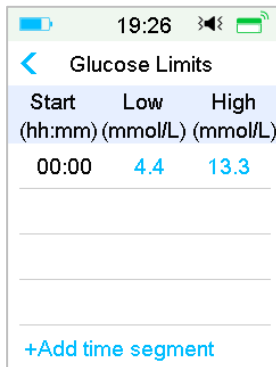 19:26
Glucose Limits
Start Low High
(hh:mm) (mmol/L) (mmol/L)
00:00 4.4 13.3
+Add time segment